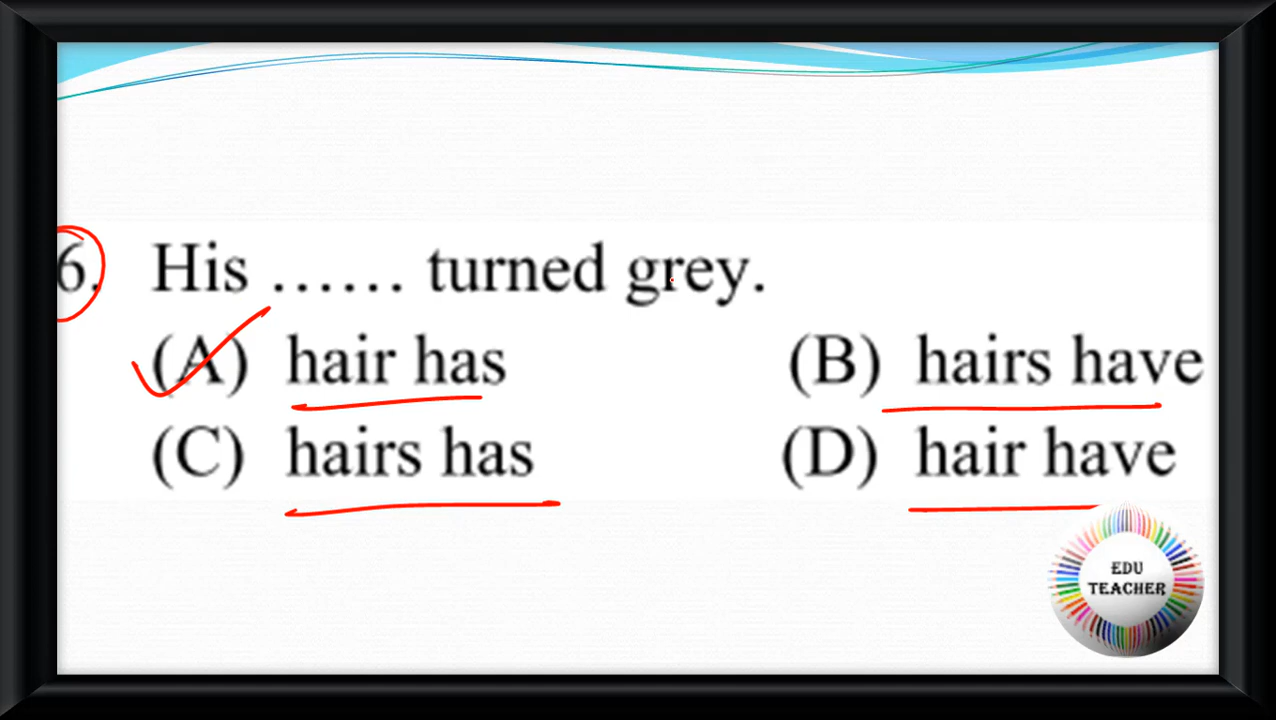 6. His ...... turned grey.
(A) hair has (B) hairs have
(C) hairs has (D) hair have
EDU
TEACHER